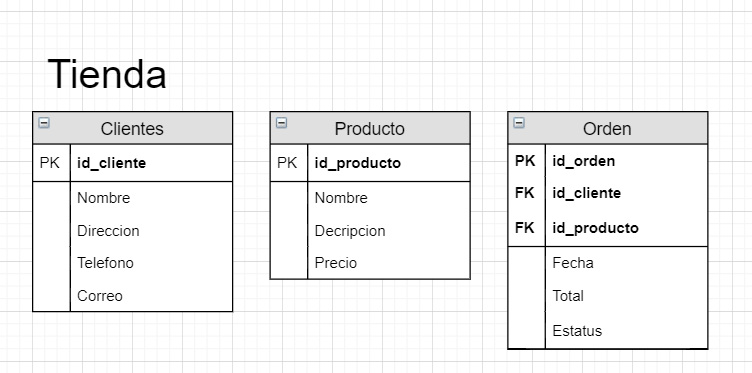 Tienda
Clientes
PK id_cliente
Nombre
Direccion
Telefono
Correo
Producto
PK id_producto
Nombre
Decripcion
Precio
Orden
PK id_orden
FK id_cliente
FK id_producto
Fecha
Total
Estatus